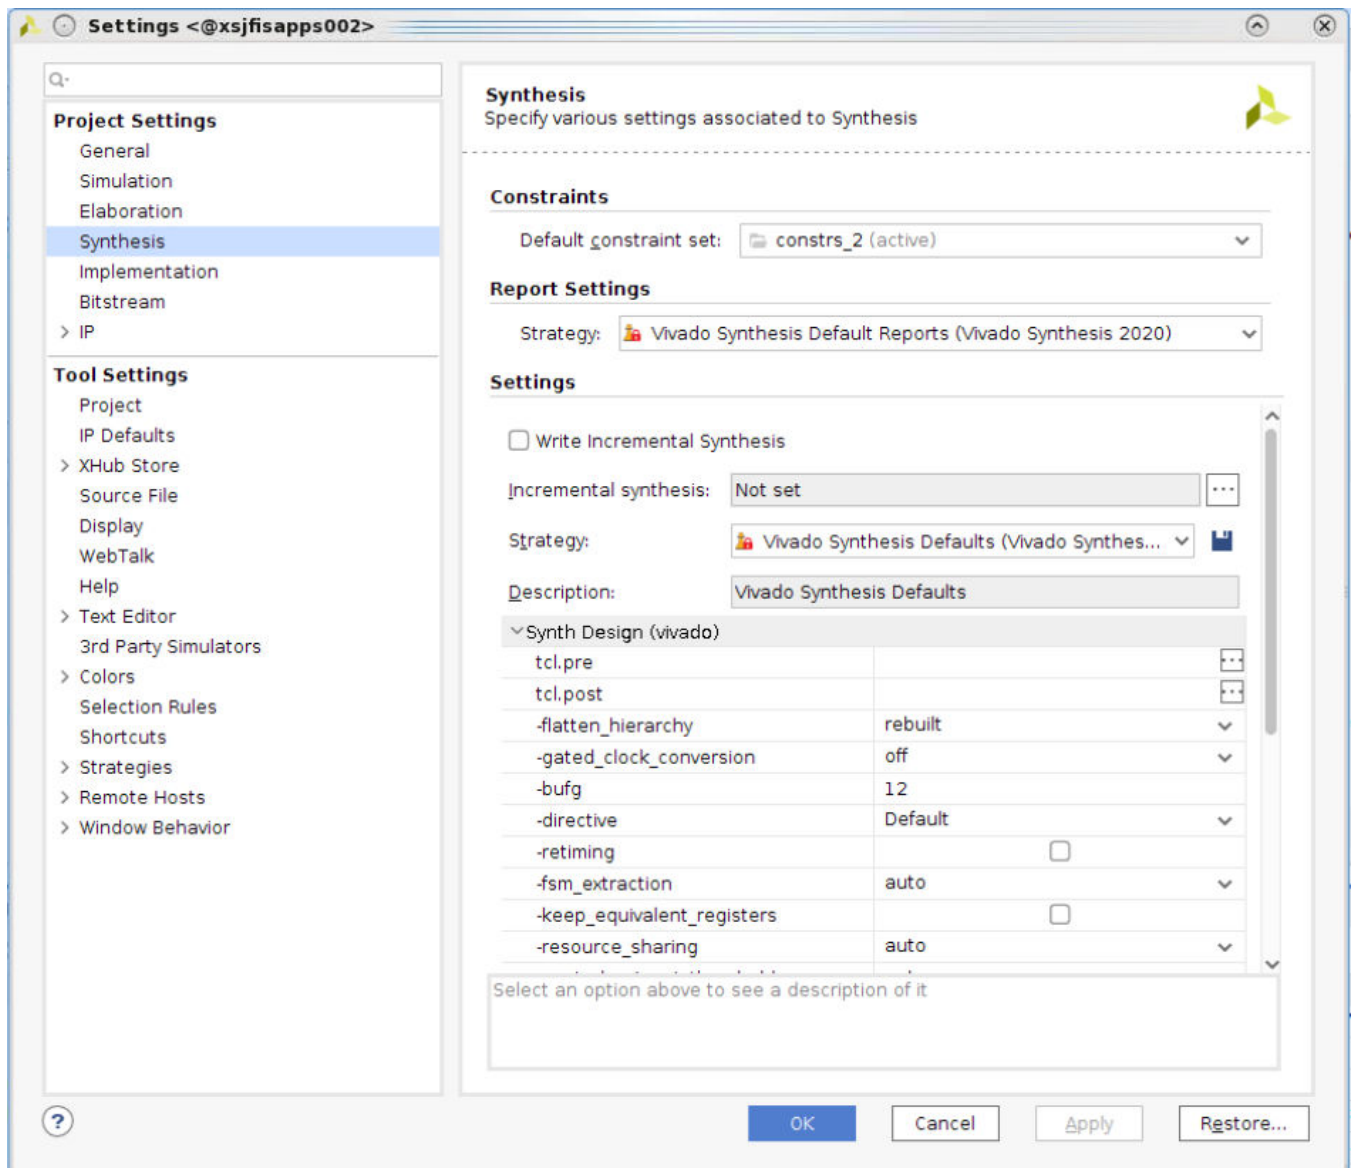 Settings <@xsjfisapps002>
Project Settings
General
Simulation
Elaboration
Synthesis
Implementation
Bitstream
IP
Tool Settings
Project
IP Defaults
XHub Store
Source File
Display
WebTalk
Help
Text Editor
3rd Party Simulators
Colors
Selection Rules
Shortcuts
Strategies
Remote Hosts
Window Behavior
Synthesis
Specify various settings associated to Synthesis
Constraints
Default constraint set: constrs_2 (active)
Report Settings
Strategy: Vivado Synthesis Default Reports (Vivado Synthesis 2020)
Settings
Write Incremental Synthesis
Incremental synthesis: Not set ...
Strategy: Vivado Synthesis Defaults (Vivado Synthes...
Description: Vivado Synthesis Defaults
Synth Design (vivado)
tcl.pre ...
tcl.post ...
-flatten_hierarchy rebuilt
-gated_clock_conversion off
-bufg 12
-directive Default
-retiming
-fsm_extraction auto
-keep_equivalent_registers
-resource_sharing auto
Select an option above to see a description of it
? OK Cancel Apply Restore...